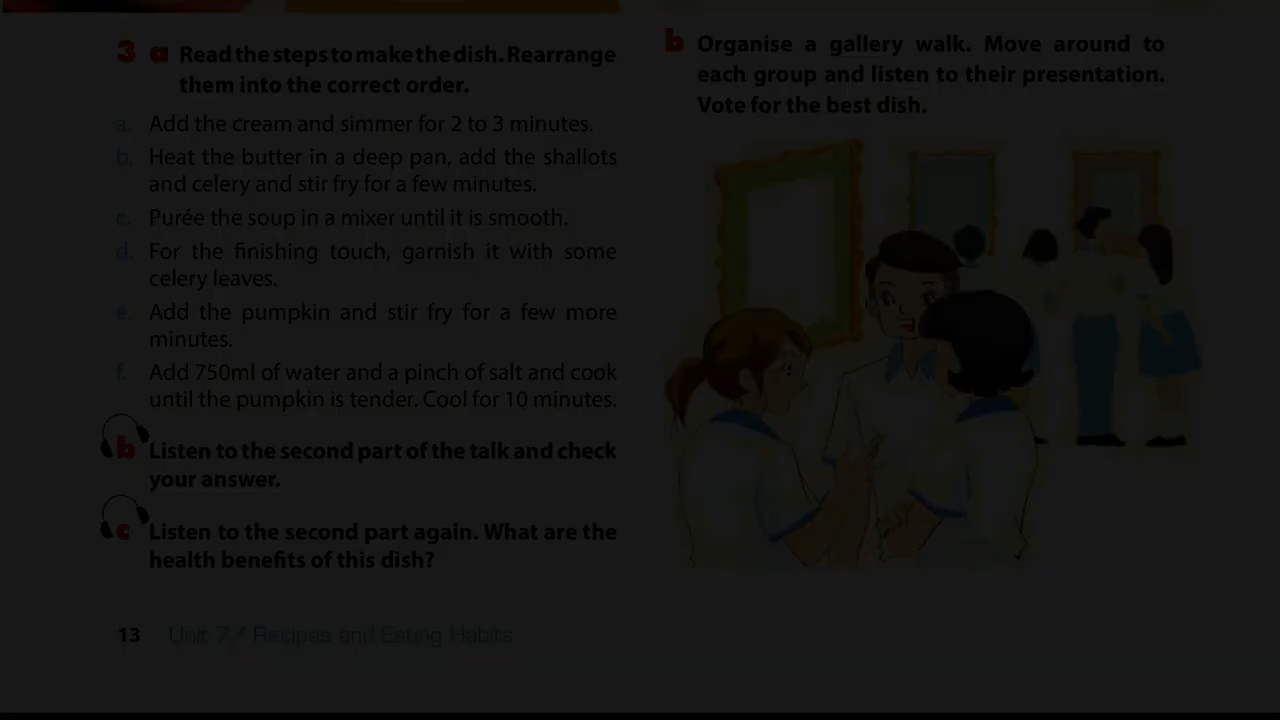 3 a Read the steps to make the dish. Rearrange
them into the correct order.
a. Add the cream and simmer for 2 to 3 minutes.
b. Heat the butter in a deep pan, add the shallots
and celery and stir fry for a few minutes.
c. Purée the soup in a mixer until it is smooth.
d. For the finishing touch, garnish it with some
celery leaves.
e. Add the pumpkin and stir fry for a few more
minutes.
f. Add 750ml of water and a pinch of salt and cook
until the pumpkin is tender. Cool for 10 minutes.
b Listen to the second part of the talk and check
your answer.
c Listen to the second part again. What are the
health benefits of this dish?
13 Unit 7 / Recipes and Eating Habits
b Organise a gallery walk. Move around to
each group and listen to their presentation.
Vote for the best dish.